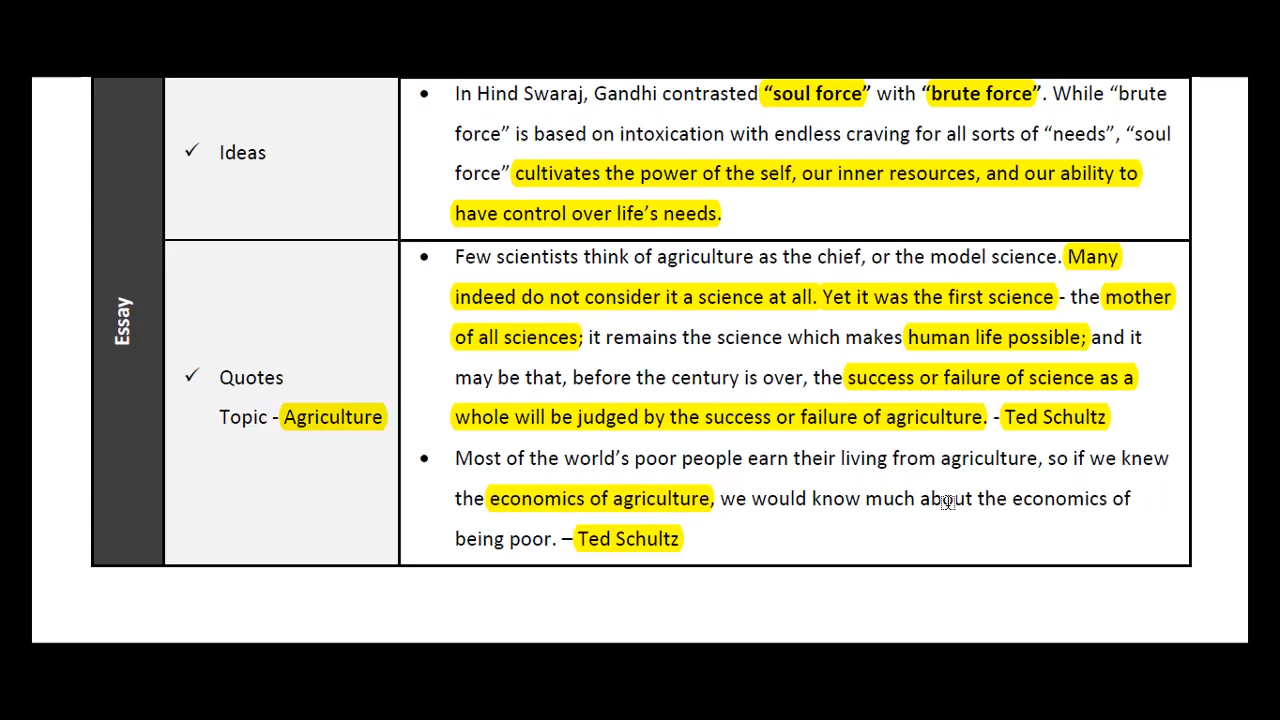 Essay
✓ Ideas
• In Hind Swaraj, Gandhi contrasted “soul force” with “brute force”. While “brute
force” is based on intoxication with endless craving for all sorts of “needs”, “soul
force” cultivates the power of the self, our inner resources, and our ability to
have control over life’s needs.
✓ Quotes
Topic - Agriculture
• Few scientists think of agriculture as the chief, or the model science. Many
indeed do not consider it a science at all. Yet it was the first science - the mother
of all sciences; it remains the science which makes human life possible; and it
may be that, before the century is over, the success or failure of science as a
whole will be judged by the success or failure of agriculture. - Ted Schultz
• Most of the world’s poor people earn their living from agriculture, so if we knew
the economics of agriculture, we would know much about the economics of
being poor. – Ted Schultz